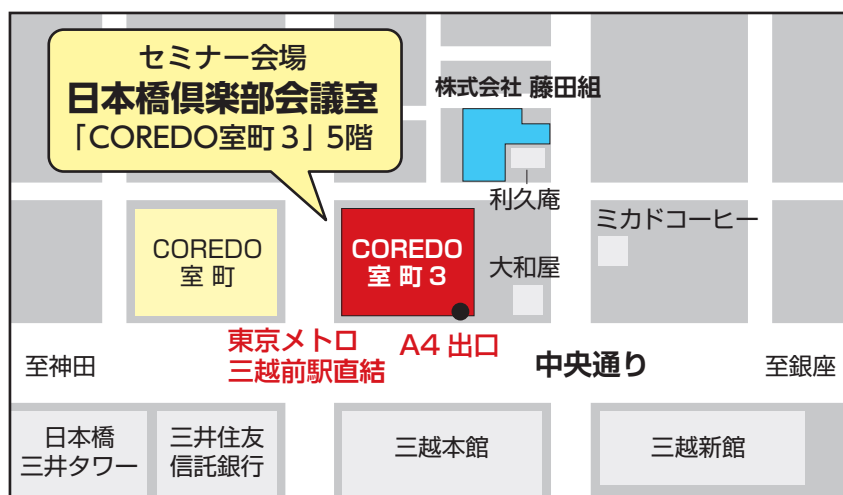 セミナー会場
日本橋倶楽部会議室
「COREDO室町3」5階
株式会社 藤田組
利久庵
ミカドコーヒー
COREDO
室 町
COREDO
室 町 3
大和屋
東京メトロ
三越前駅直結
A4 出口
至神田
中央通り
至銀座
日本橋
三井タワー
三井住友
信託銀行
三越本館
三越新館